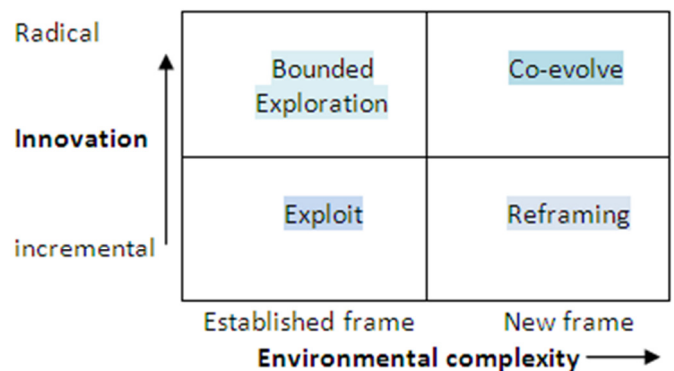 Radical
Bounded
Exploration
Co-evolve
Innovation
Exploit
Reframing
incremental
Established frame
New frame
Environmental complexity